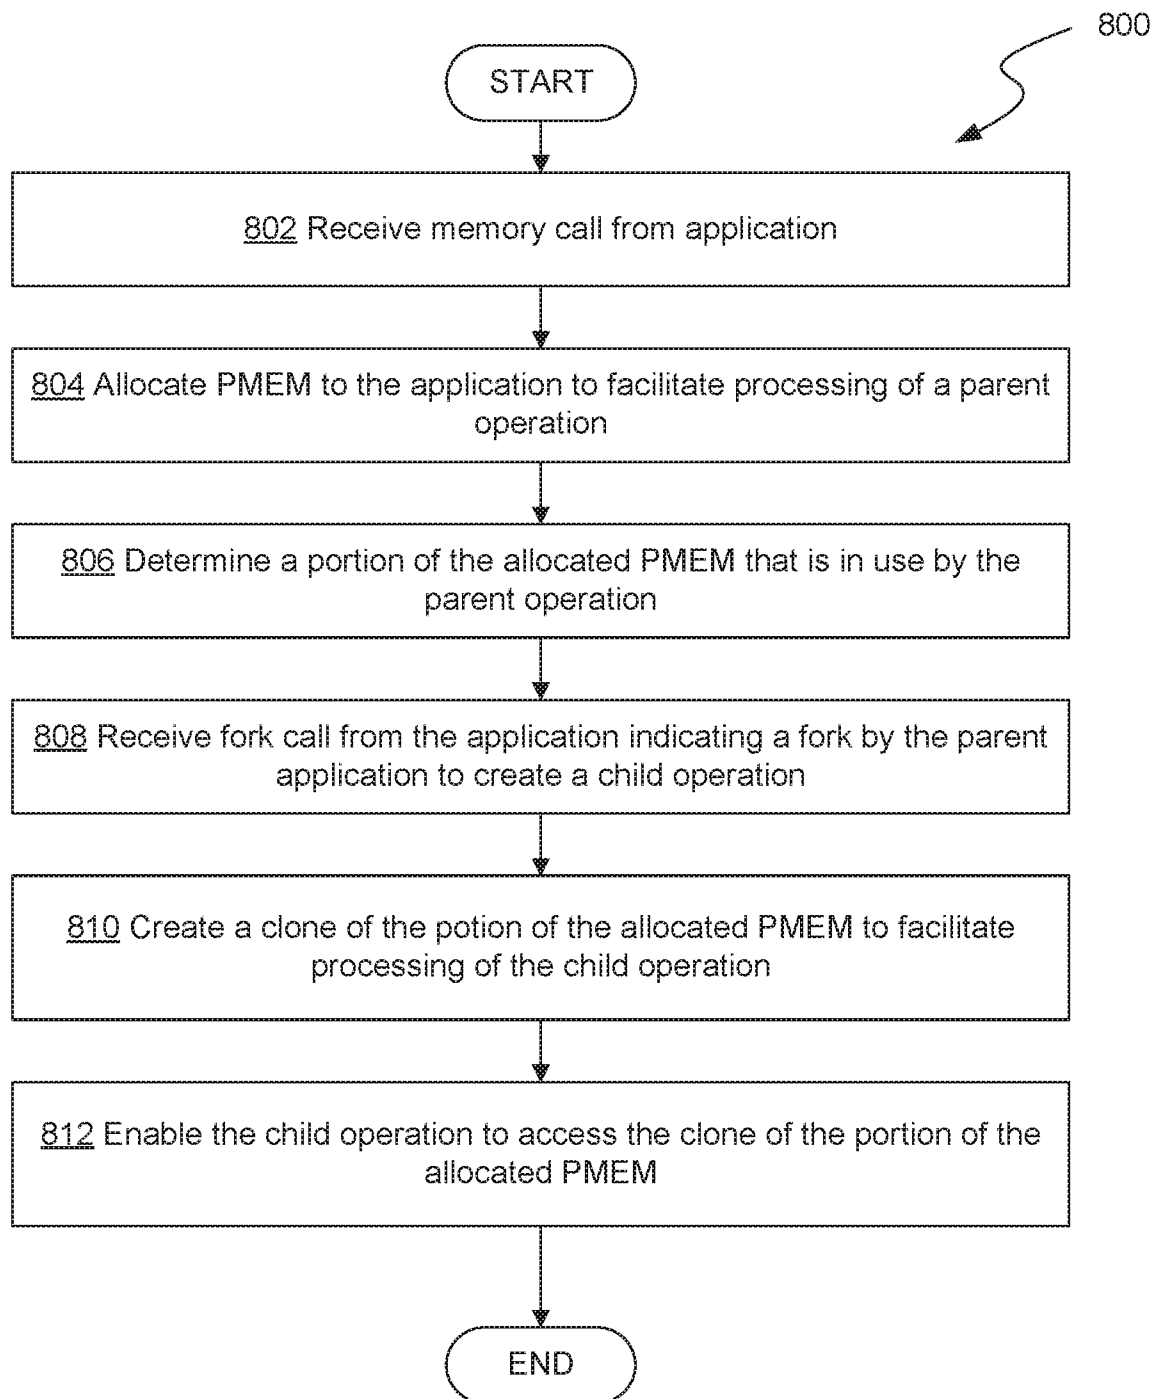 800
START
802 Receive memory call from application
804 Allocate PMEM to the application to facilitate processing of a parent
operation
806 Determine a portion of the allocated PMEM that is in use by the
parent operation
808 Receive fork call from the application indicating a fork by the parent
application to create a child operation
810 Create a clone of the potion of the allocated PMEM to facilitate
processing of the child operation
812 Enable the child operation to access the clone of the portion of the
allocated PMEM
END